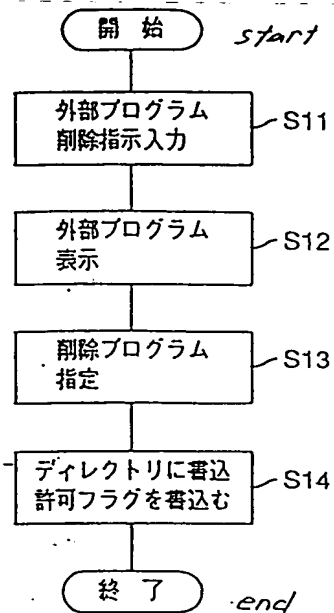 開始 start
外部プログラム
削除指示入力
S11
外部プログラム
表示
S12
削除プログラム
指定
S13
ディレクトリに書込
許可フラグを書込む
S14
終了 end